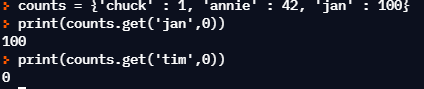 > counts = {'chuck' : 1, 'annie' : 42, 'jan' : 100}
> print(counts.get('jan',0))
100
> print(counts.get('tim',0))
0